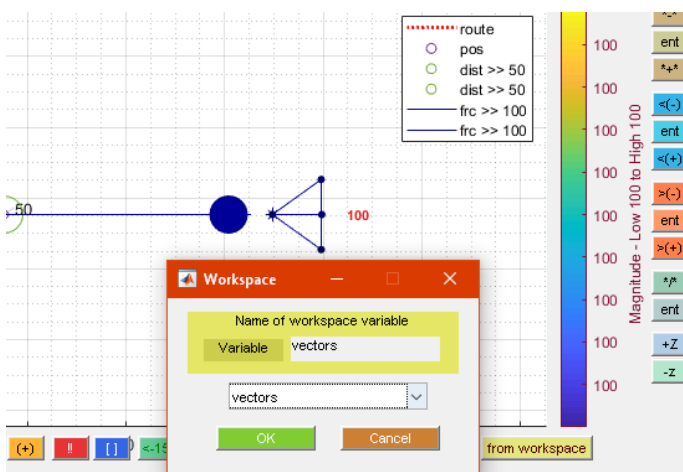 route
pos
dist >> 50
dist >> 50
frc >> 100
frc >> 100
50
100
100
100
100
100
100
100
100
100
100
Magnitude - Low 100 to High 100
ent
*+*
<(-)
ent
<(+)
>(-)
ent
>(+)
*/*
ent
+Z
-z
Workspace
Name of workspace variable
Variable
vectors
vectors
OK
Cancel
(+)
!!
[ ]
from workspace